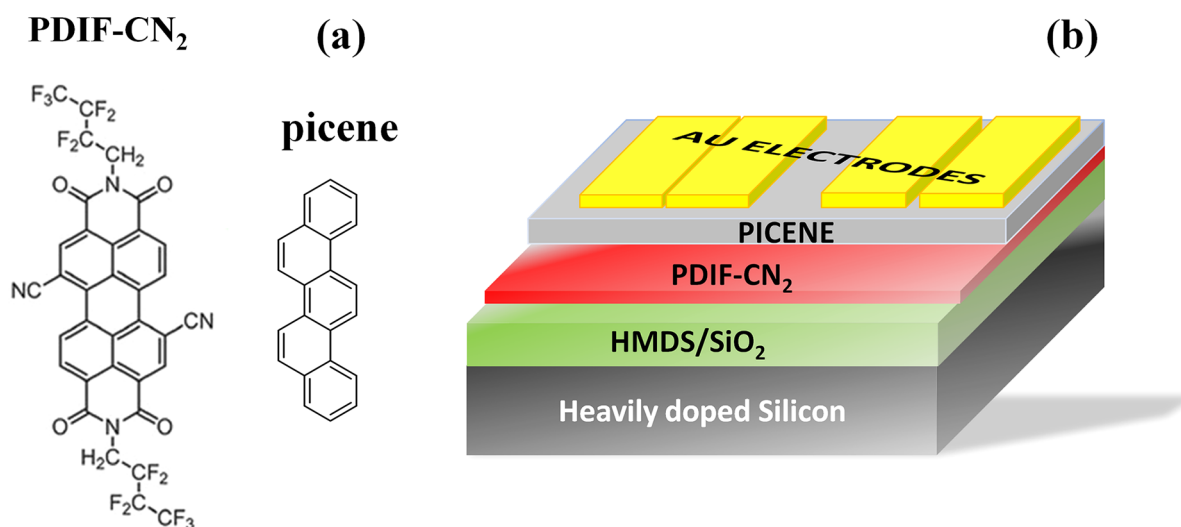 PDIF-CN₂
(a)
(b)
picene
F₃C
CF₂
F₂C
CH₂
O
N
O
NC
CN
O
N
O
H₂C
CF₂
F₂C
CF₃
AU ELECTRODES
PICENE
PDIF-CN₂
HMDS/SiO₂
Heavily doped Silicon